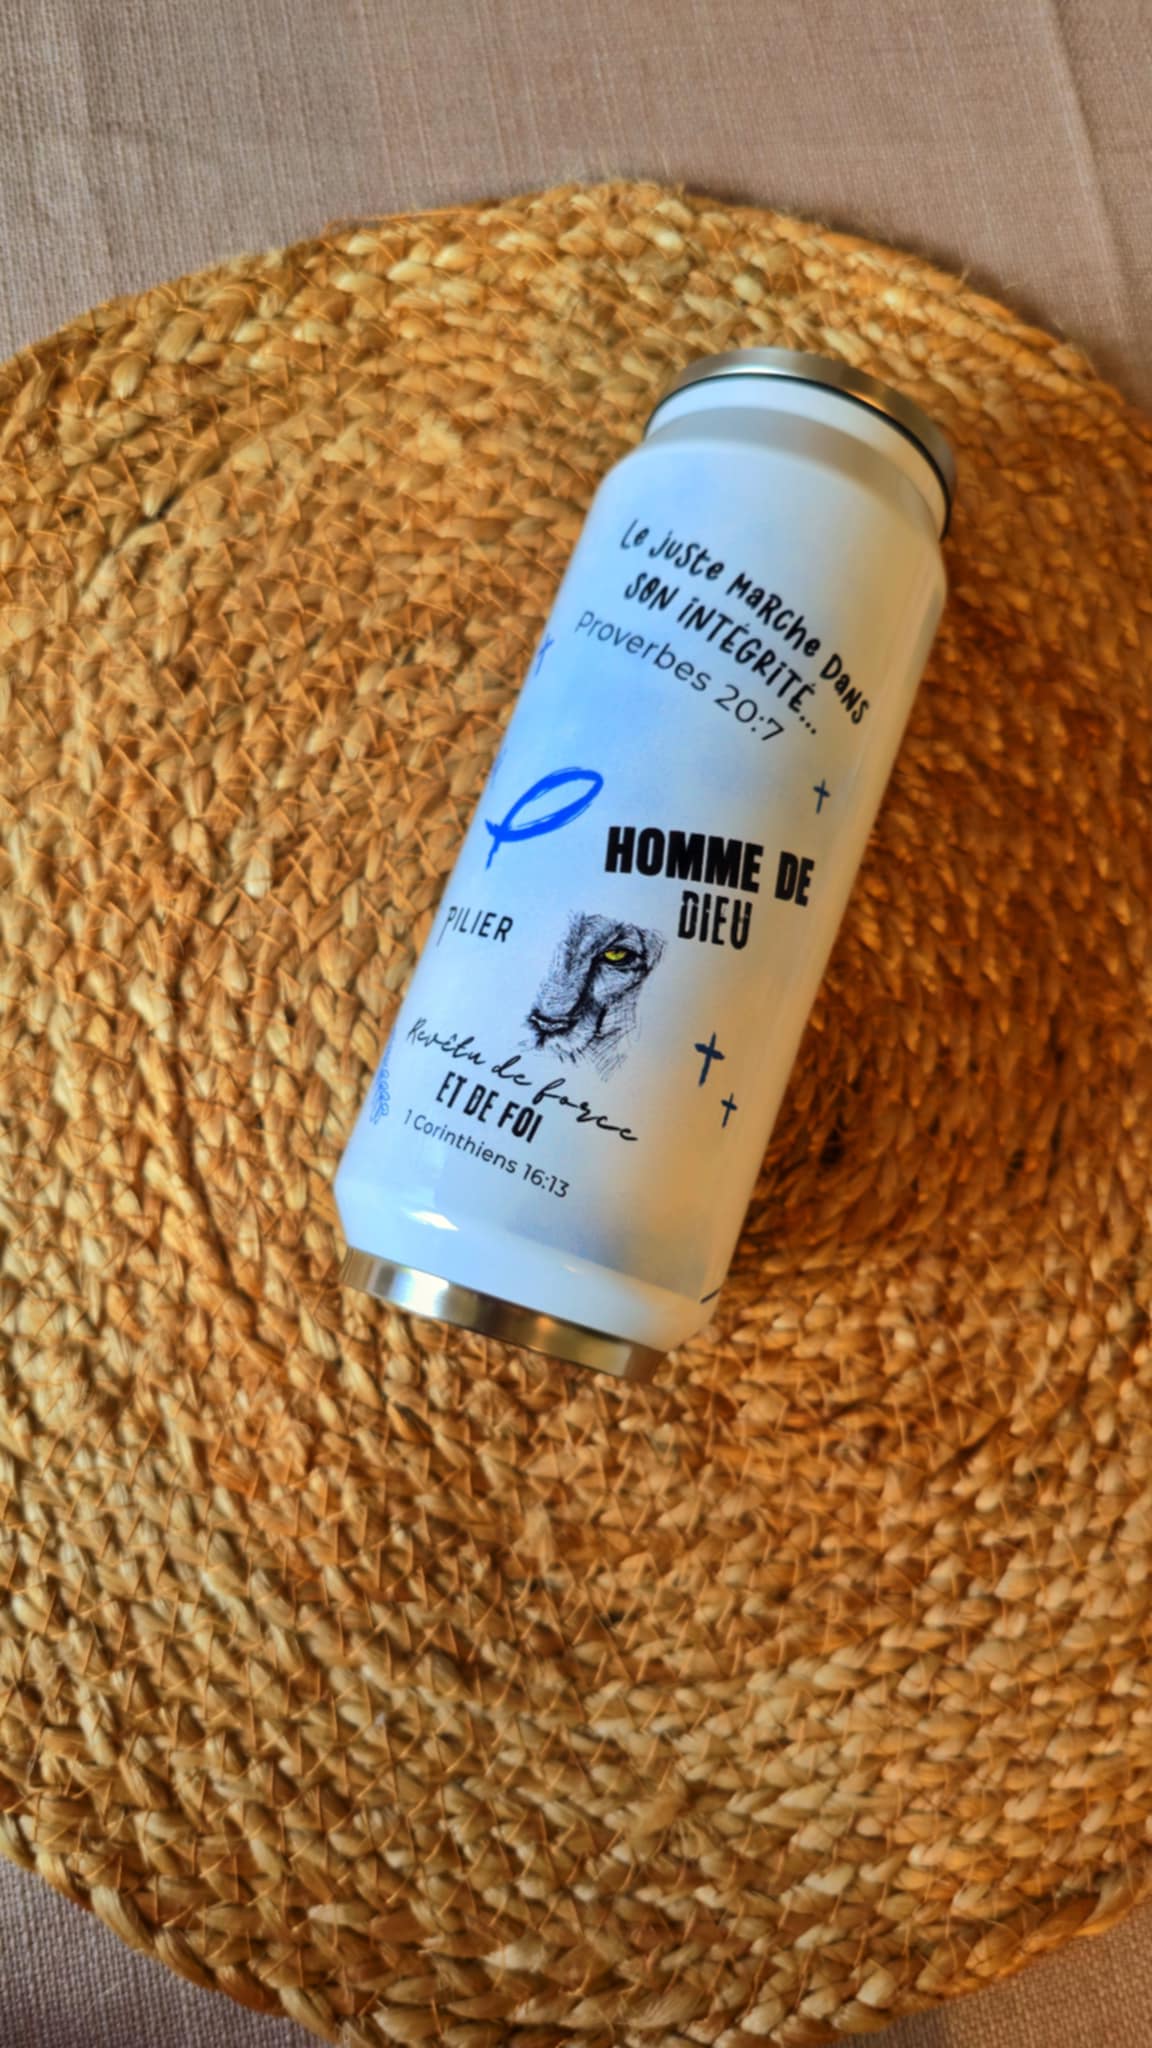 Le juste marche dans
son intégrité...
Proverbes 20:7
HOMME DE
DIEU
PILIER
Revêtu de force
ET DE FOI
1 Corinthiens 16:13